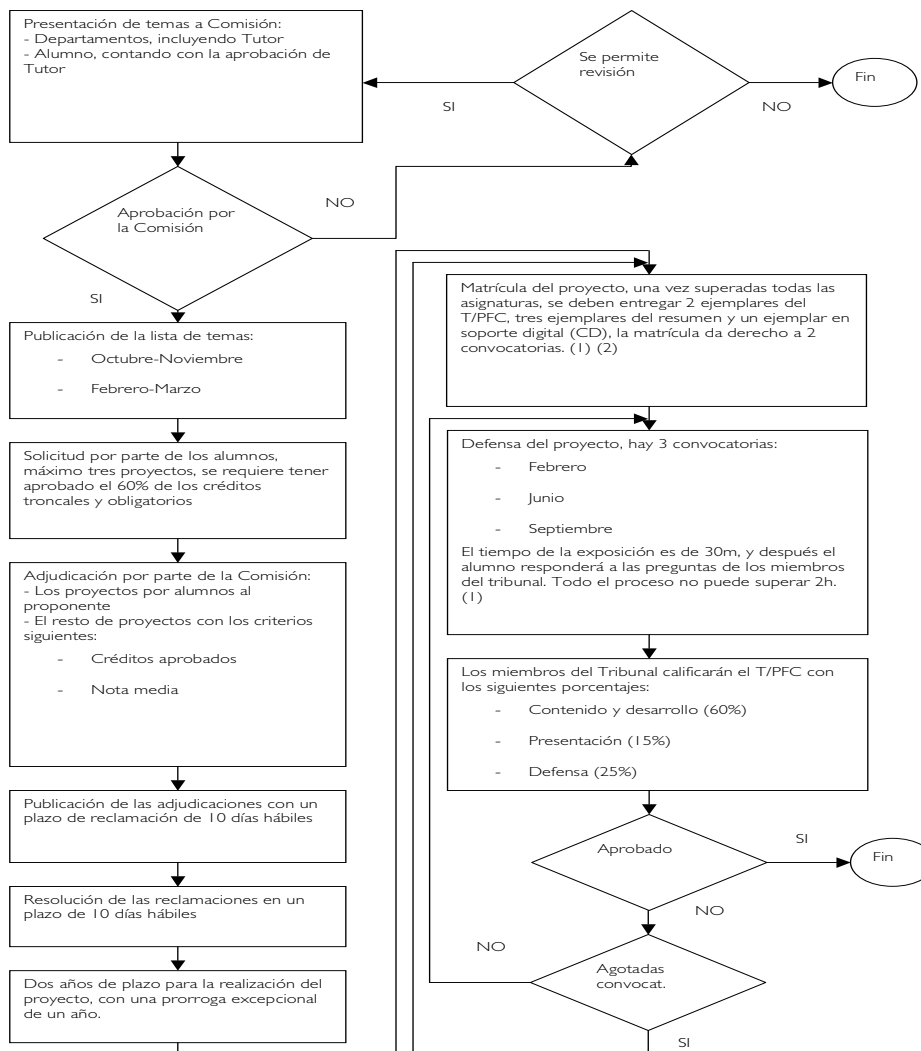 Presentación de temas a Comisión:
- Departamentos, incluyendo Tutor
- Alumno, contando con la aprobación de
Tutor
Se permite
revisión
Fin
SI
NO
Aprobación por
la Comisión
NO
SI
Publicación de la lista de temas:
- Octubre-Noviembre
- Febrero-Marzo
Solicitud por parte de los alumnos,
máximo tres proyectos, se requiere tener
aprobado el 60% de los créditos
troncales y obligatorios
Adjudicación por parte de la Comisión:
- Los proyectos por alumnos al
proponente
- El resto de proyectos con los criterios
siguientes:
- Créditos aprobados
- Nota media
Publicación de las adjudicaciones con un
plazo de reclamación de 10 días hábiles
Resolución de las reclamaciones en un
plazo de 10 días hábiles
Dos años de plazo para la realización del
proyecto, con una prorroga excepcional
de un año.
Matrícula del proyecto, una vez superadas todas las
asignaturas, se deben entregar 2 ejemplares del
T/PFC, tres ejemplares del resumen y un ejemplar en
soporte digital (CD), la matrícula da derecho a 2
convocatorias. (1) (2)
Defensa del proyecto, hay 3 convocatorias:
- Febrero
- Junio
- Septiembre
El tiempo de la exposición es de 30m, y después el
alumno responderá a las preguntas de los miembros
del tribunal. Todo el proceso no puede superar 2h.
(1)
Los miembros del Tribunal calificarán el T/PFC con
los siguientes porcentajes:
- Contenido y desarrollo (60%)
- Presentación (15%)
- Defensa (25%)
Aprobado
SI
Fin
NO
NO
Agotadas
convocat.
SI